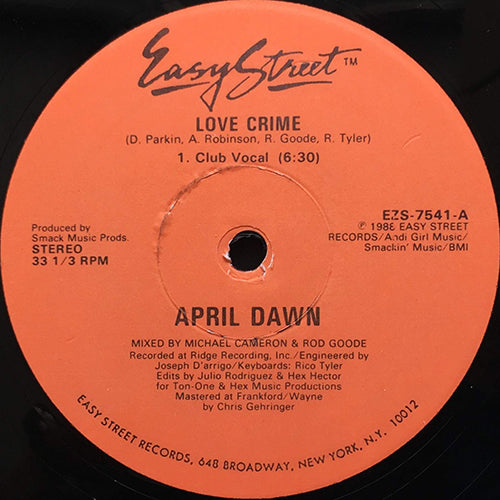 Easy Street™
LOVE CRIME
(D. Parkin, A. Robinson, R. Goode, R. Tyler)
1. Club Vocal (6:30)
Produced by
Smack Music Prods.
STEREO
33 1/3 RPM
EZS-7541-A
℗ 1988 EASY STREET
RECORDS/Andi Girl Music/
Smackin' Music/BMI
APRIL DAWN
MIXED BY MICHAEL CAMERON & ROD GOODE
Recorded at Ridge Recording, Inc./Engineered by
Joseph D'arrigo/Keyboards: Rico Tyler
Edits by Julio Rodriguez & Hex Hector
for Ton-One & Hex Music Productions
Mastered at Frankford/Wayne
by Chris Gehringer
EASY STREET RECORDS, 648 BROADWAY, NEW YORK, N.Y. 10012